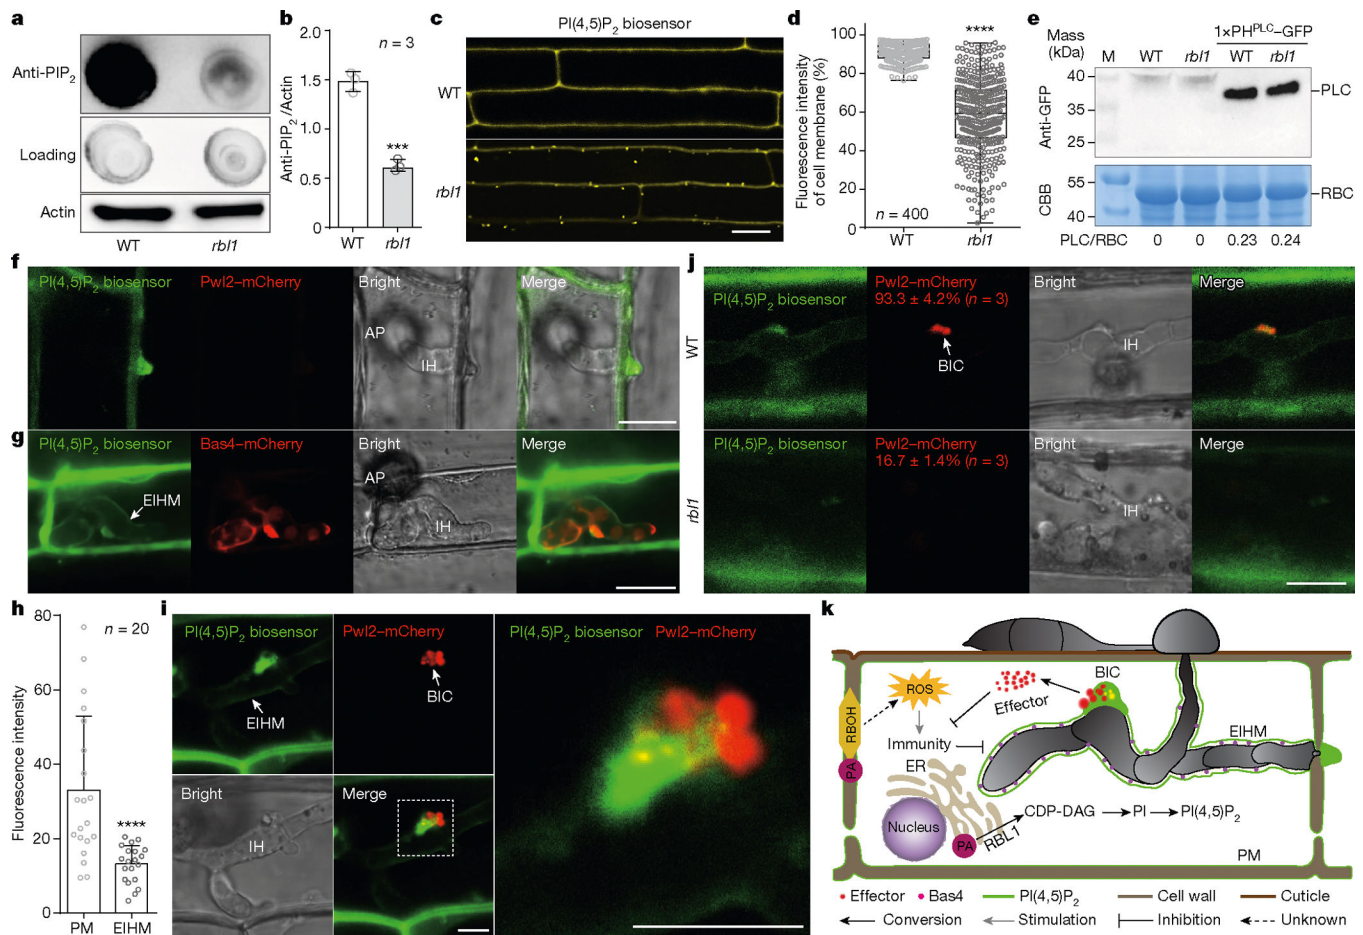 a
Anti-PIP2
Loading
Actin
WT
rbl1
b
n = 3
Anti-PIP2/Actin
2.0
1.5
1.0
0.5
0
***
WT
rbl1
c
PI(4,5)P2 biosensor
WT
rbl1
d
****
Fluorescence intensity
of cell membrane (%)
100
80
60
40
20
0
n = 400
WT
rbl1
e
Mass
(kDa)
1×PHPLC–GFP
M
WT
rbl1
WT
rbl1
40
35
25
Anti-GFP
PLC
55
40
CBB
RBC
PLC/RBC
0
0
0.23
0.24
f
PI(4,5)P2 biosensor
Pwl2–mCherry
Bright
Merge
AP
IH
g
PI(4,5)P2 biosensor
Bas4–mCherry
Bright
Merge
EIHM
AP
IH
h
n = 20
Fluorescence intensity
80
60
40
20
0
****
PM
EIHM
i
PI(4,5)P2 biosensor
Pwl2–mCherry
EIHM
BIC
Bright
Merge
IH
PI(4,5)P2 biosensor
Pwl2–mCherry
j
WT
PI(4,5)P2 biosensor
Pwl2–mCherry
93.3 ± 4.2% (n = 3)
Bright
Merge
BIC
IH
rbl1
PI(4,5)P2 biosensor
Pwl2–mCherry
16.7 ± 1.4% (n = 3)
Bright
Merge
IH
k
ROS
Effector
BIC
RBOH
PA
Immunity
EIHM
ER
Nucleus
PA
RBL1
CDP-DAG
PI
PI(4,5)P2
PM
Effector
Bas4
PI(4,5)P2
Cell wall
Cuticle
Conversion
Stimulation
Inhibition
Unknown